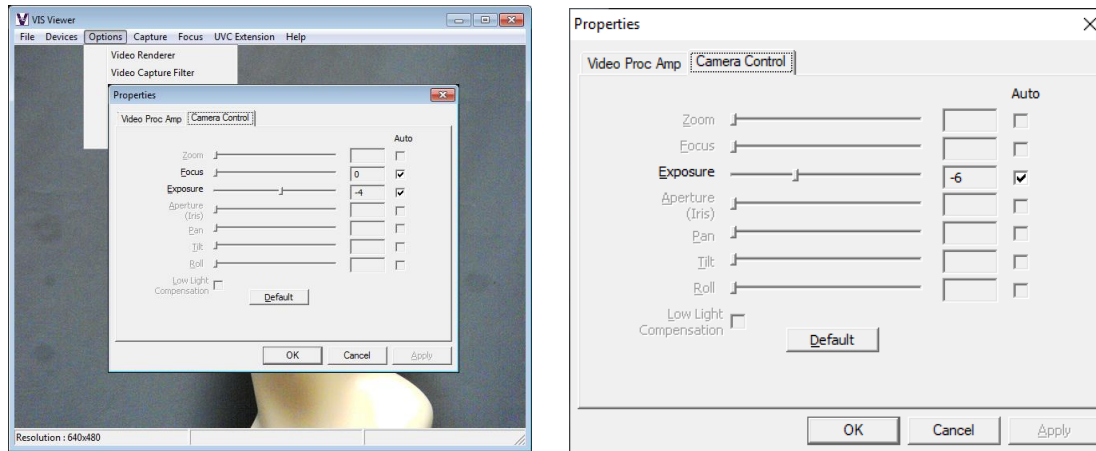 VIS Viewer
File Devices Options Capture Focus UVC Extension Help
Video Renderer
Video Capture Filter
Properties
Video Proc Amp Camera Control
Auto
Zoom
Focus 0
Exposure -4
Aperture
(Iris)
Pan
Tilt
Roll
Low Light
Compensation
Default
OK Cancel Apply
Resolution : 640x480
Properties
Video Proc Amp Camera Control
Auto
Zoom
Focus
Exposure -6
Aperture
(Iris)
Pan
Tilt
Roll
Low Light
Compensation
Default
OK Cancel Apply